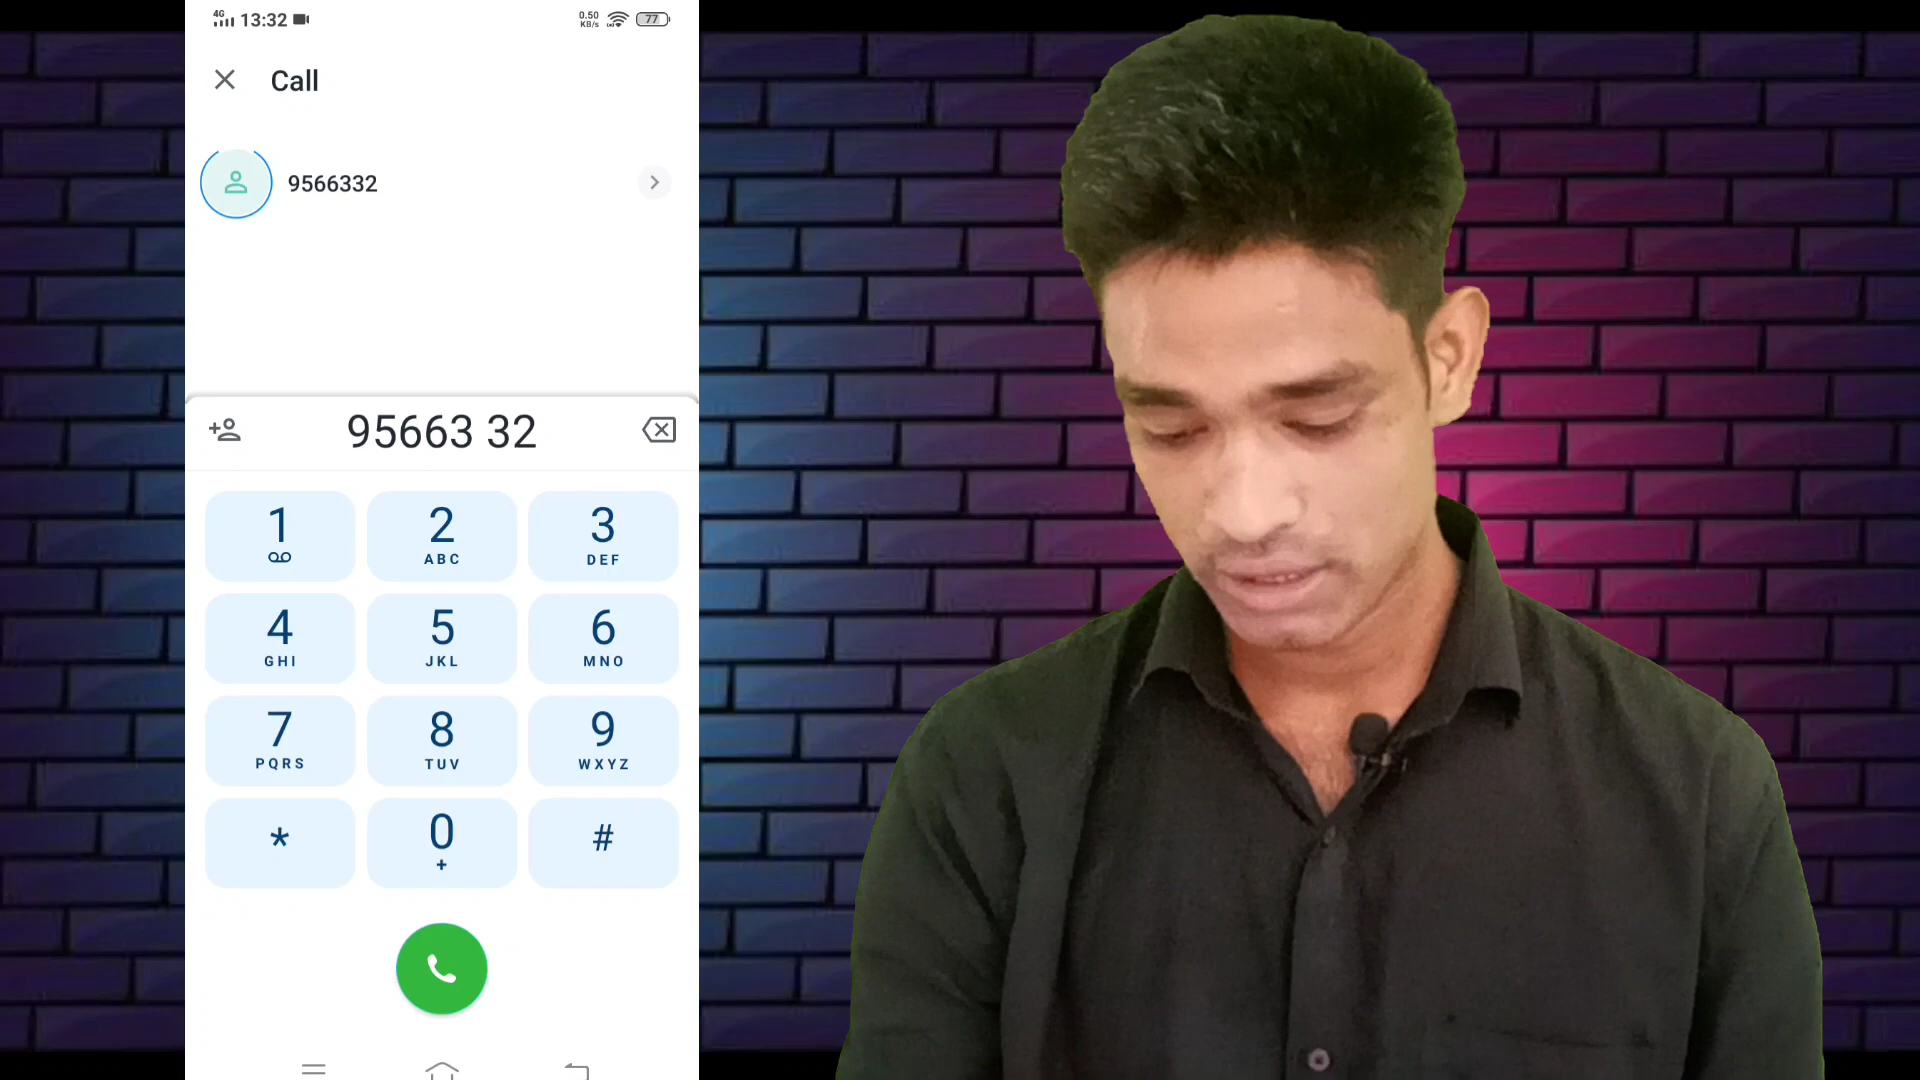 4G 13:32 0.50 KB/s 77
Call
9566332
95663 32
1 2 3
ABC DEF
4 5 6
GHI JKL MNO
7 8 9
PQRS TUV WXYZ
* 0 #
+